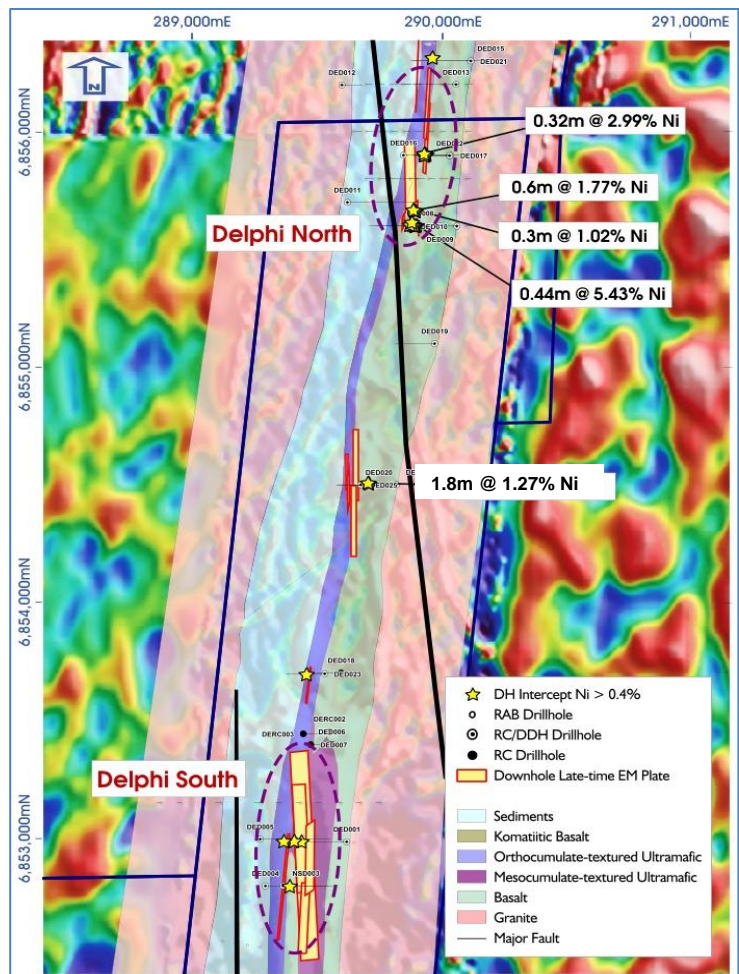 289,000mE
290,000mE
291,000mE
N
DED015
DED021
DED012
DED013
6,856,000mN
0.32m @ 2.99% Ni
DED016
DED017
0.6m @ 1.77% Ni
DED011
Delphi North
DED010
0.3m @ 1.02% Ni
DED009
0.44m @ 5.43% Ni
DED019
6,855,000mN
DED020
1.8m @ 1.27% Ni
6,854,000mN
DED018
DED023
DERC002
DERC003
DED006
DED007
Delphi South
DED005
DED001
6,853,000mN
DED004
NSD003
DH Intercept Ni > 0.4%
RAB Drillhole
RC/DDH Drillhole
RC Drillhole
Downhole Late-time EM Plate
Sediments
Komatiitic Basalt
Orthocumulate-textured Ultramafic
Mesocumulate-textured Ultramafic
Basalt
Granite
Major Fault